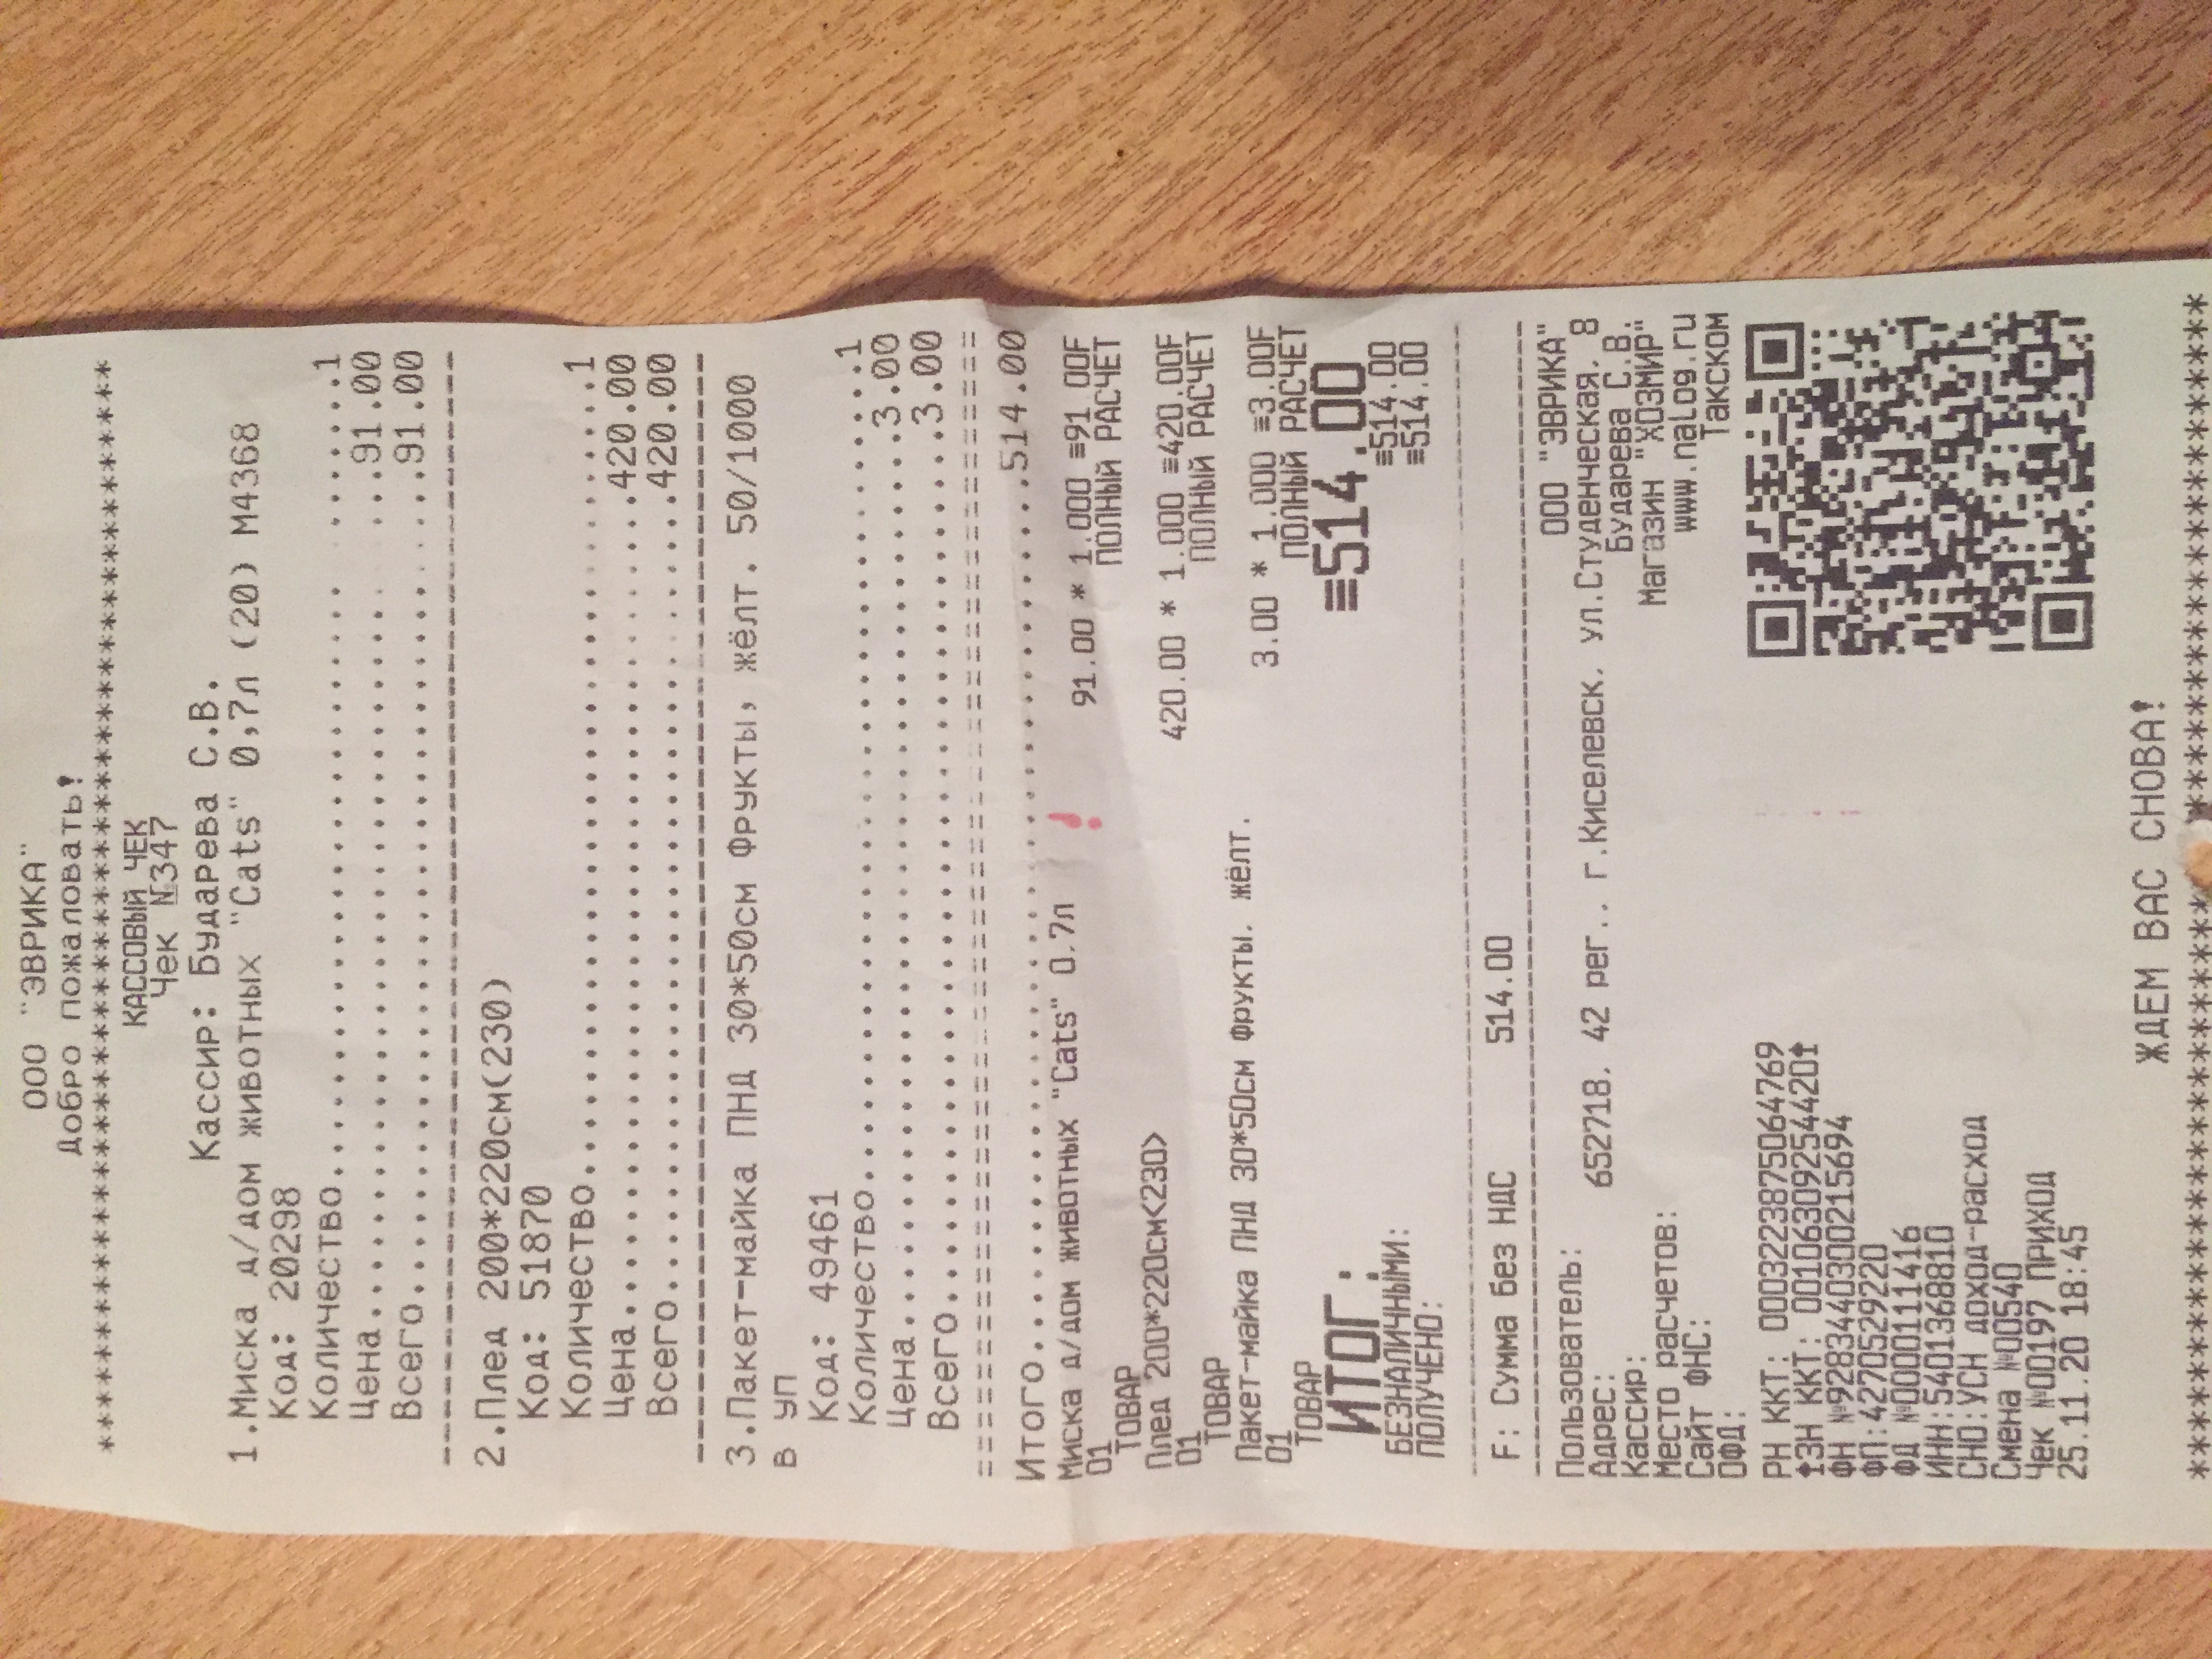 ООО "ЭВРИКА"
Добро пожаловать!
****************************************
КАССОВЫЙ ЧЕК
Чек №347
Кассир: Бударева С.В.
1.Миска д/дом животных "Cats" 0,7л (20) М4368
Код: 20298
Количество.....1
Цена.....91.00
Всего.....91.00
----------------------------------------
2.Плед 200*220см(230)
Код: 51870
Количество.....1
Цена.....420.00
Всего.....420.00
----------------------------------------
3.Пакет-майка ПНД 30*50см Фрукты, жёлт. 50/1000
в уп
Код: 49461
Количество.....1
Цена.....3.00
Всего.....3.00
========================================
Итого.....514.00
Миска д/дом животных "Cats" 0.7л
01 91.00 * 1.000 ≡91.00F
ТОВАР ПОЛНЫЙ РАСЧЕТ
Плед 200*220см<230>
01 420.00 * 1.000 ≡420.00F
ТОВАР ПОЛНЫЙ РАСЧЕТ
Пакет-майка ПНД 30*50см Фрукты. жёлт.
01 3.00 * 1.000 ≡3.00F
ТОВАР ПОЛНЫЙ РАСЧЕТ
ИТОГ: ≡514.00
БЕЗНАЛИЧНЫМИ: ≡514.00
ПОЛУЧЕНО: ≡514.00
----------------------------------------
F: Сумма без НДС 514.00
----------------------------------------
Пользователь: ООО "ЭВРИКА"
Адрес: 652718. 42 рег.. г.Киселевск. ул.Студенческая. 8
Кассир: Бударева С.В.
Место расчетов: Магазин "ХОЗМИР"
Сайт ФНС: www.nalog.ru
ОФД: Такском
РН ККТ: 0003223875064769
↑ЗН ККТ: 00106309254420↑
ФН №9283440300215694
ФП:4270529220
ФД №0000111416
ИНН:5401368810
СНО:УСН доход-расход
Смена №00540
Чек №00197 ПРИХОД
25.11.20 18:45
ЖДЕМ ВАС СНОВА!
****************************************